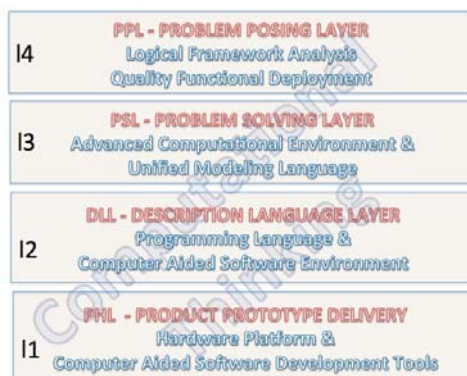 l4
PPL - PROBLEM POSING LAYER
Logical Framework Analysis
Quality Functional Deployment
l3
PSL - PROBLEM SOLVING LAYER
Advanced Computational Environment &
Unified Modeling Language
l2
DLL - DESCRIPTION LANGUAGE LAYER
Programming Language &
Computer Aided Software Environment
l1
PHL - PRODUCT PROTOTYPE DELIVERY
Hardware Platform &
Computer Aided Software Development Tools
Computational
Thinking